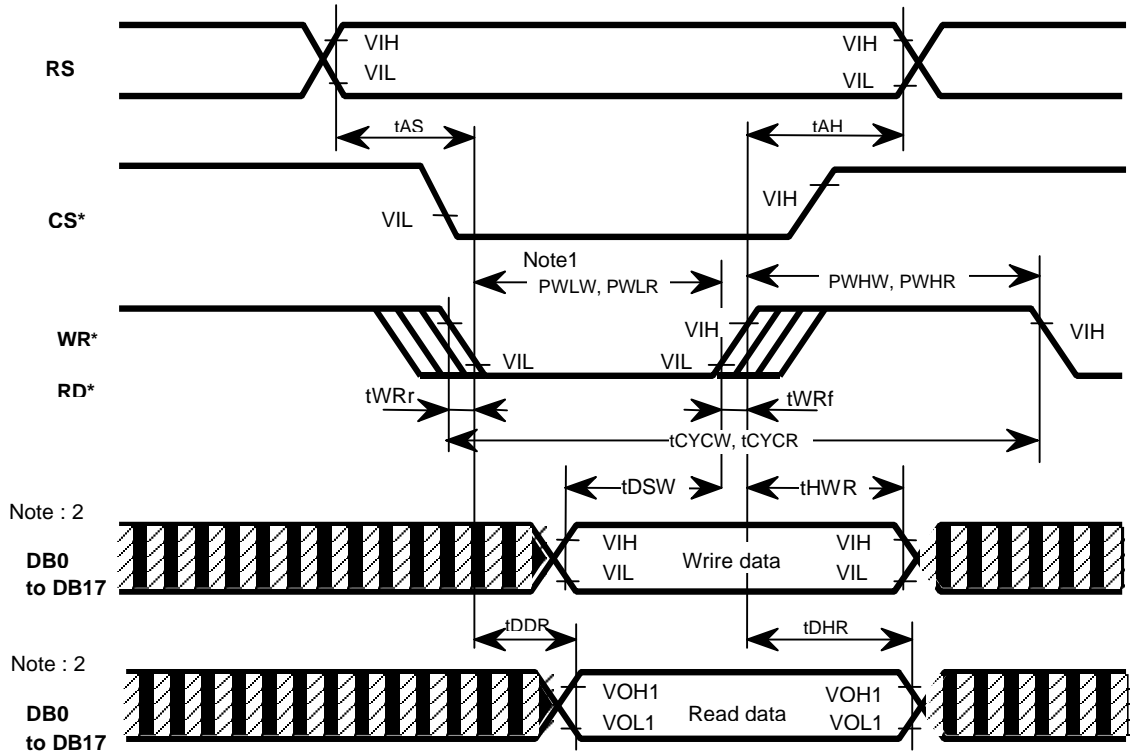 VIH VIH
RS
VIL VIL
tAS tAH
VIH
CS*
VIL
Note1
PWLW, PWLR PWHW, PWHR
VIH VIH
WR*
VIL VIL
RD*
tWRr tWRf
tCYCW, tCYCR
tDSW tHWR
Note : 2
VIH VIH
DB0 Wrire data
VIL VIL
to DB17
tDDR tDHR
Note : 2
VOH1 VOH1
DB0 Read data
VOL1 VOL1
to DB17